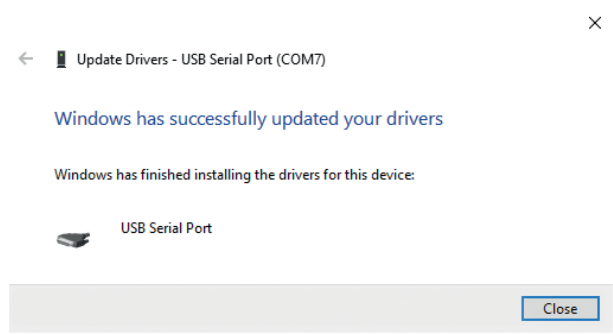 Update Drivers - USB Serial Port (COM7)
Windows has successfully updated your drivers
Windows has finished installing the drivers for this device:
USB Serial Port
Close